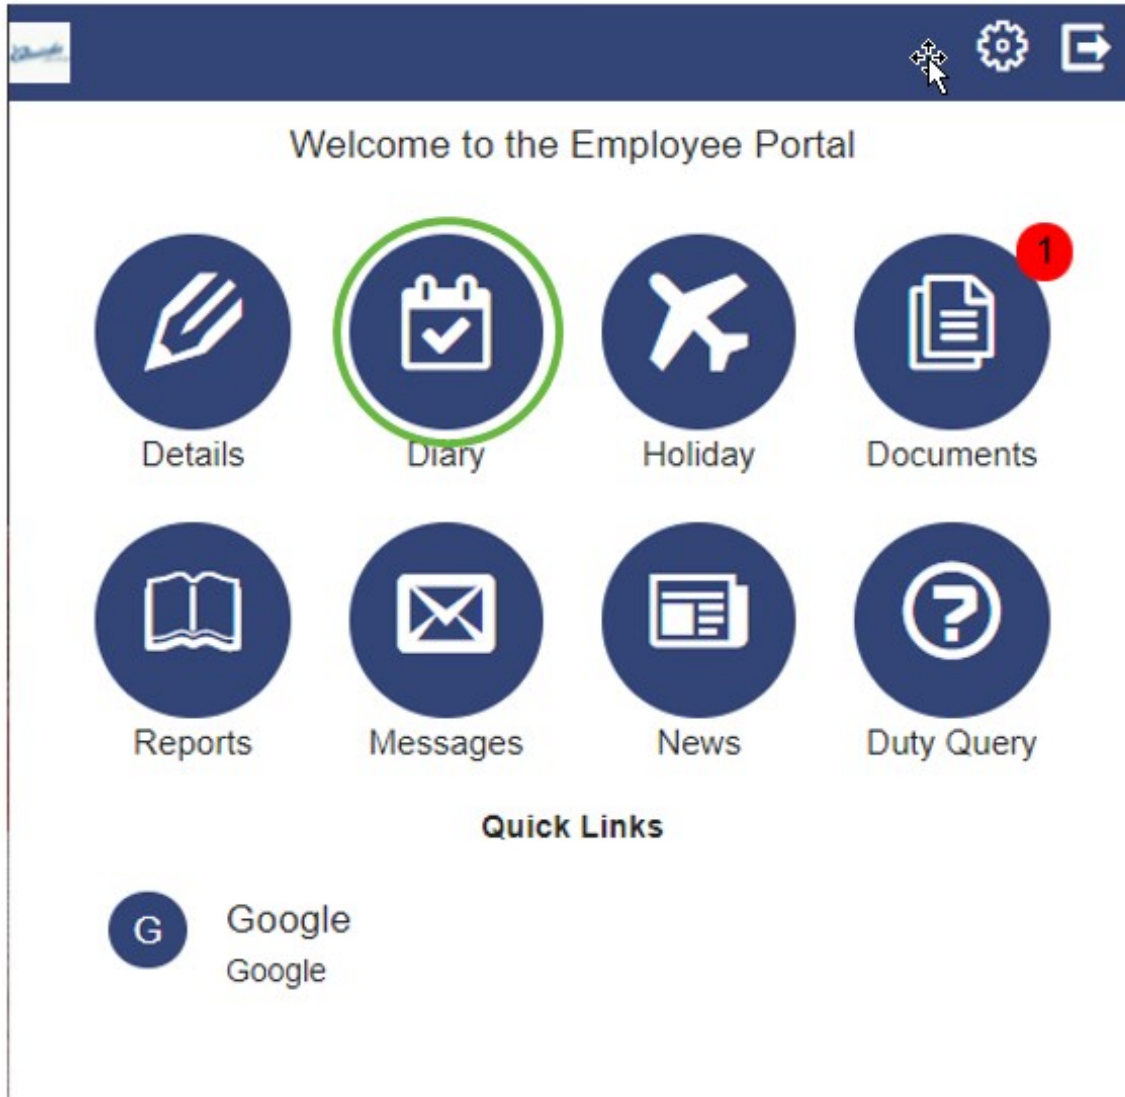 Welcome to the Employee Portal
1
Details Diary Holiday Documents
Reports Messages News Duty Query
Quick Links
G Google
Google